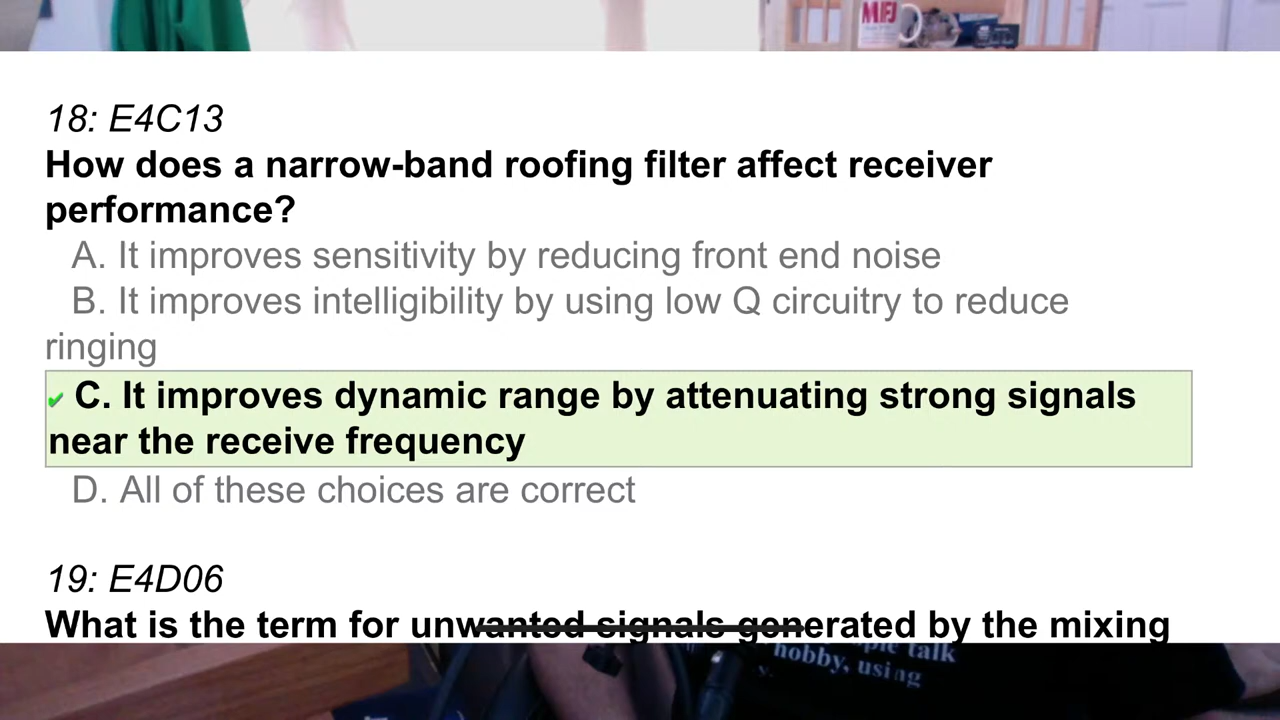 MFJ
18: E4C13
How does a narrow-band roofing filter affect receiver
performance?
A. It improves sensitivity by reducing front end noise
B. It improves intelligibility by using low Q circuitry to reduce
ringing
✔ C. It improves dynamic range by attenuating strong signals
near the receive frequency
D. All of these choices are correct
19: E4D06
What is the term for unwanted signals generated by the mixing
talk
hobby, using